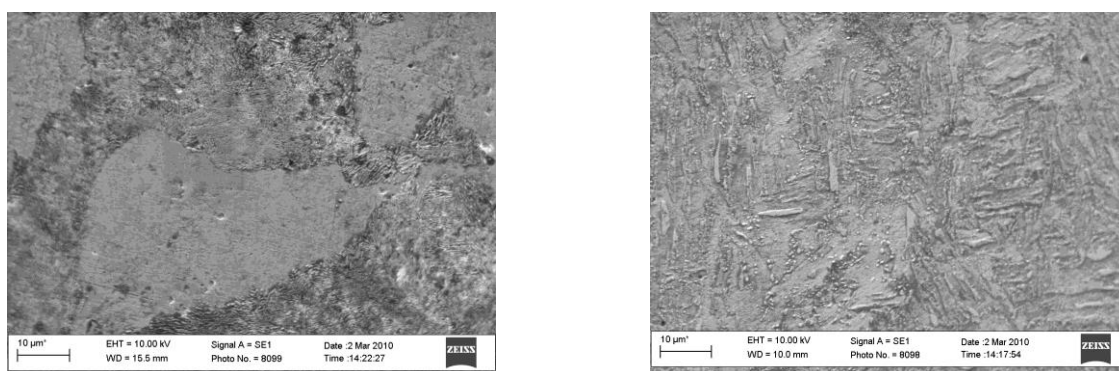 10 µm* EHT = 10.00 kV Signal A = SE1 Date :2 Mar 2010 ZEISS
WD = 15.5 mm Photo No. = 8099 Time :14:22:27
10 µm* EHT = 10.00 kV Signal A = SE1 Date :2 Mar 2010 ZEISS
WD = 10.0 mm Photo No. = 8098 Time :14:17:54